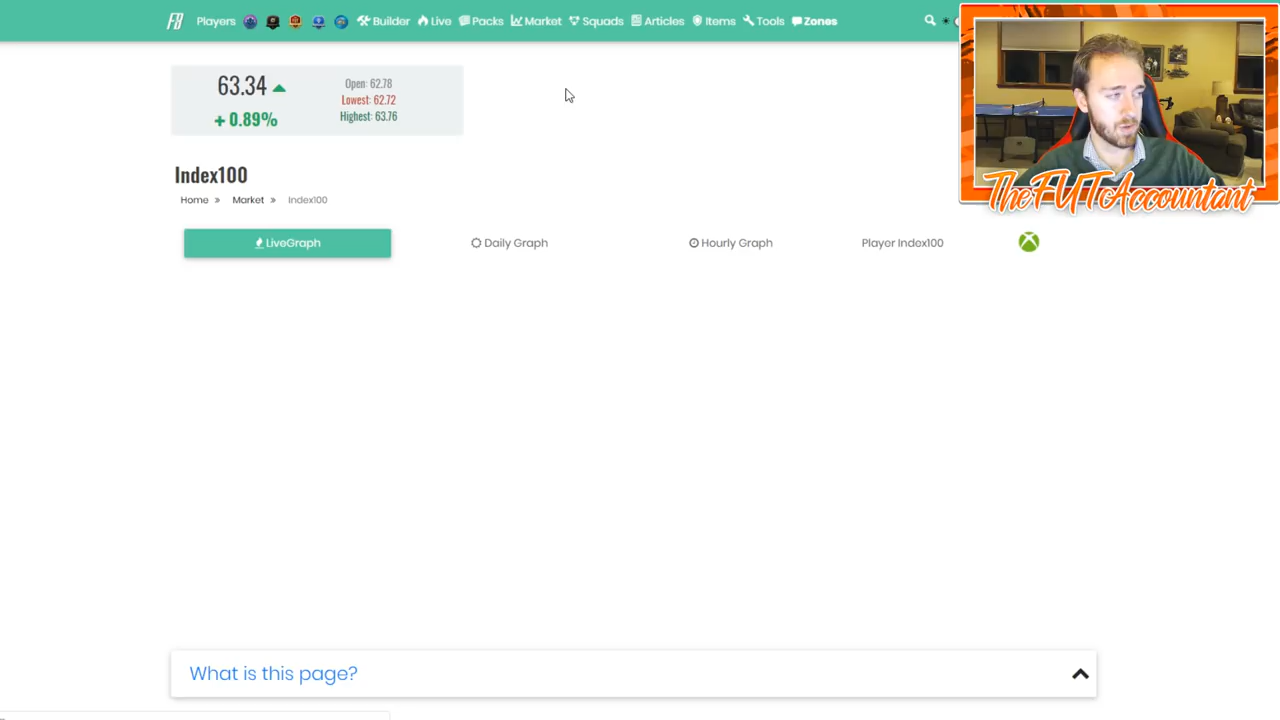 FB Players Builder Live Packs Market Squads Articles Items Tools Zones
63.34
+ 0.89%
Open: 62.78
Lowest: 62.72
Highest: 63.76
TheFUTAccountant
Index100
Home » Market » Index100
LiveGraph Daily Graph Hourly Graph Player Index100
What is this page?